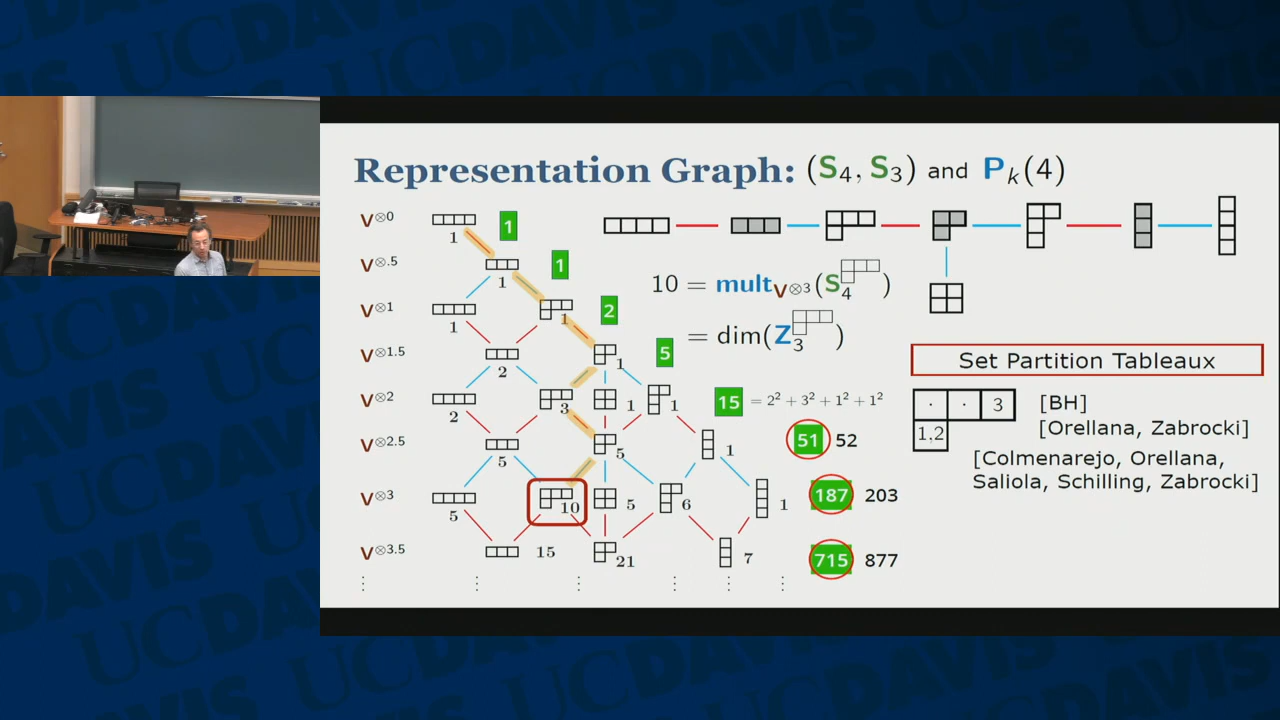 Representation Graph: (S₄, S₃) and Pₖ(4)
V⊗0
1
1
V⊗.5
1
1
10 = mult_V⊗3(S₄)
V⊗1
1
1
2
= dim(Z₃)
V⊗1.5
2
1
5
Set Partition Tableaux
V⊗2
2
3
1
1
15 = 2² + 3² + 1² + 1²
· · 3
1,2
[BH]
[Orellana, Zabrocki]
V⊗2.5
5
5
1
51 52
[Colmenarejo, Orellana,
Saliola, Schilling, Zabrocki]
V⊗3
5
10
5
6
1
187 203
V⊗3.5
15
21
7
715 877
UC DAVIS